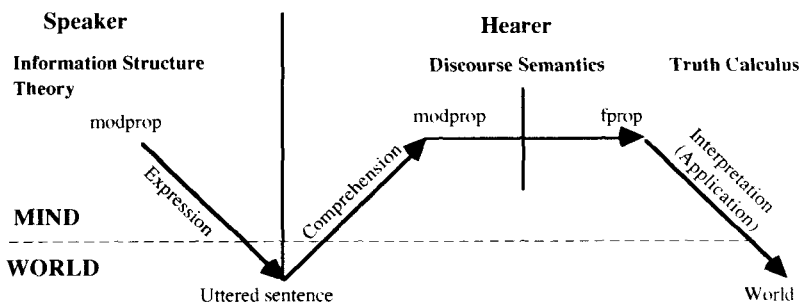 Speaker
Hearer
Information Structure
Theory
Discourse Semantics
Truth Calculus
modprop
modprop
fprop
Expression
Comprehension
Interpretation
(Application)
MIND
WORLD
Uttered sentence
World